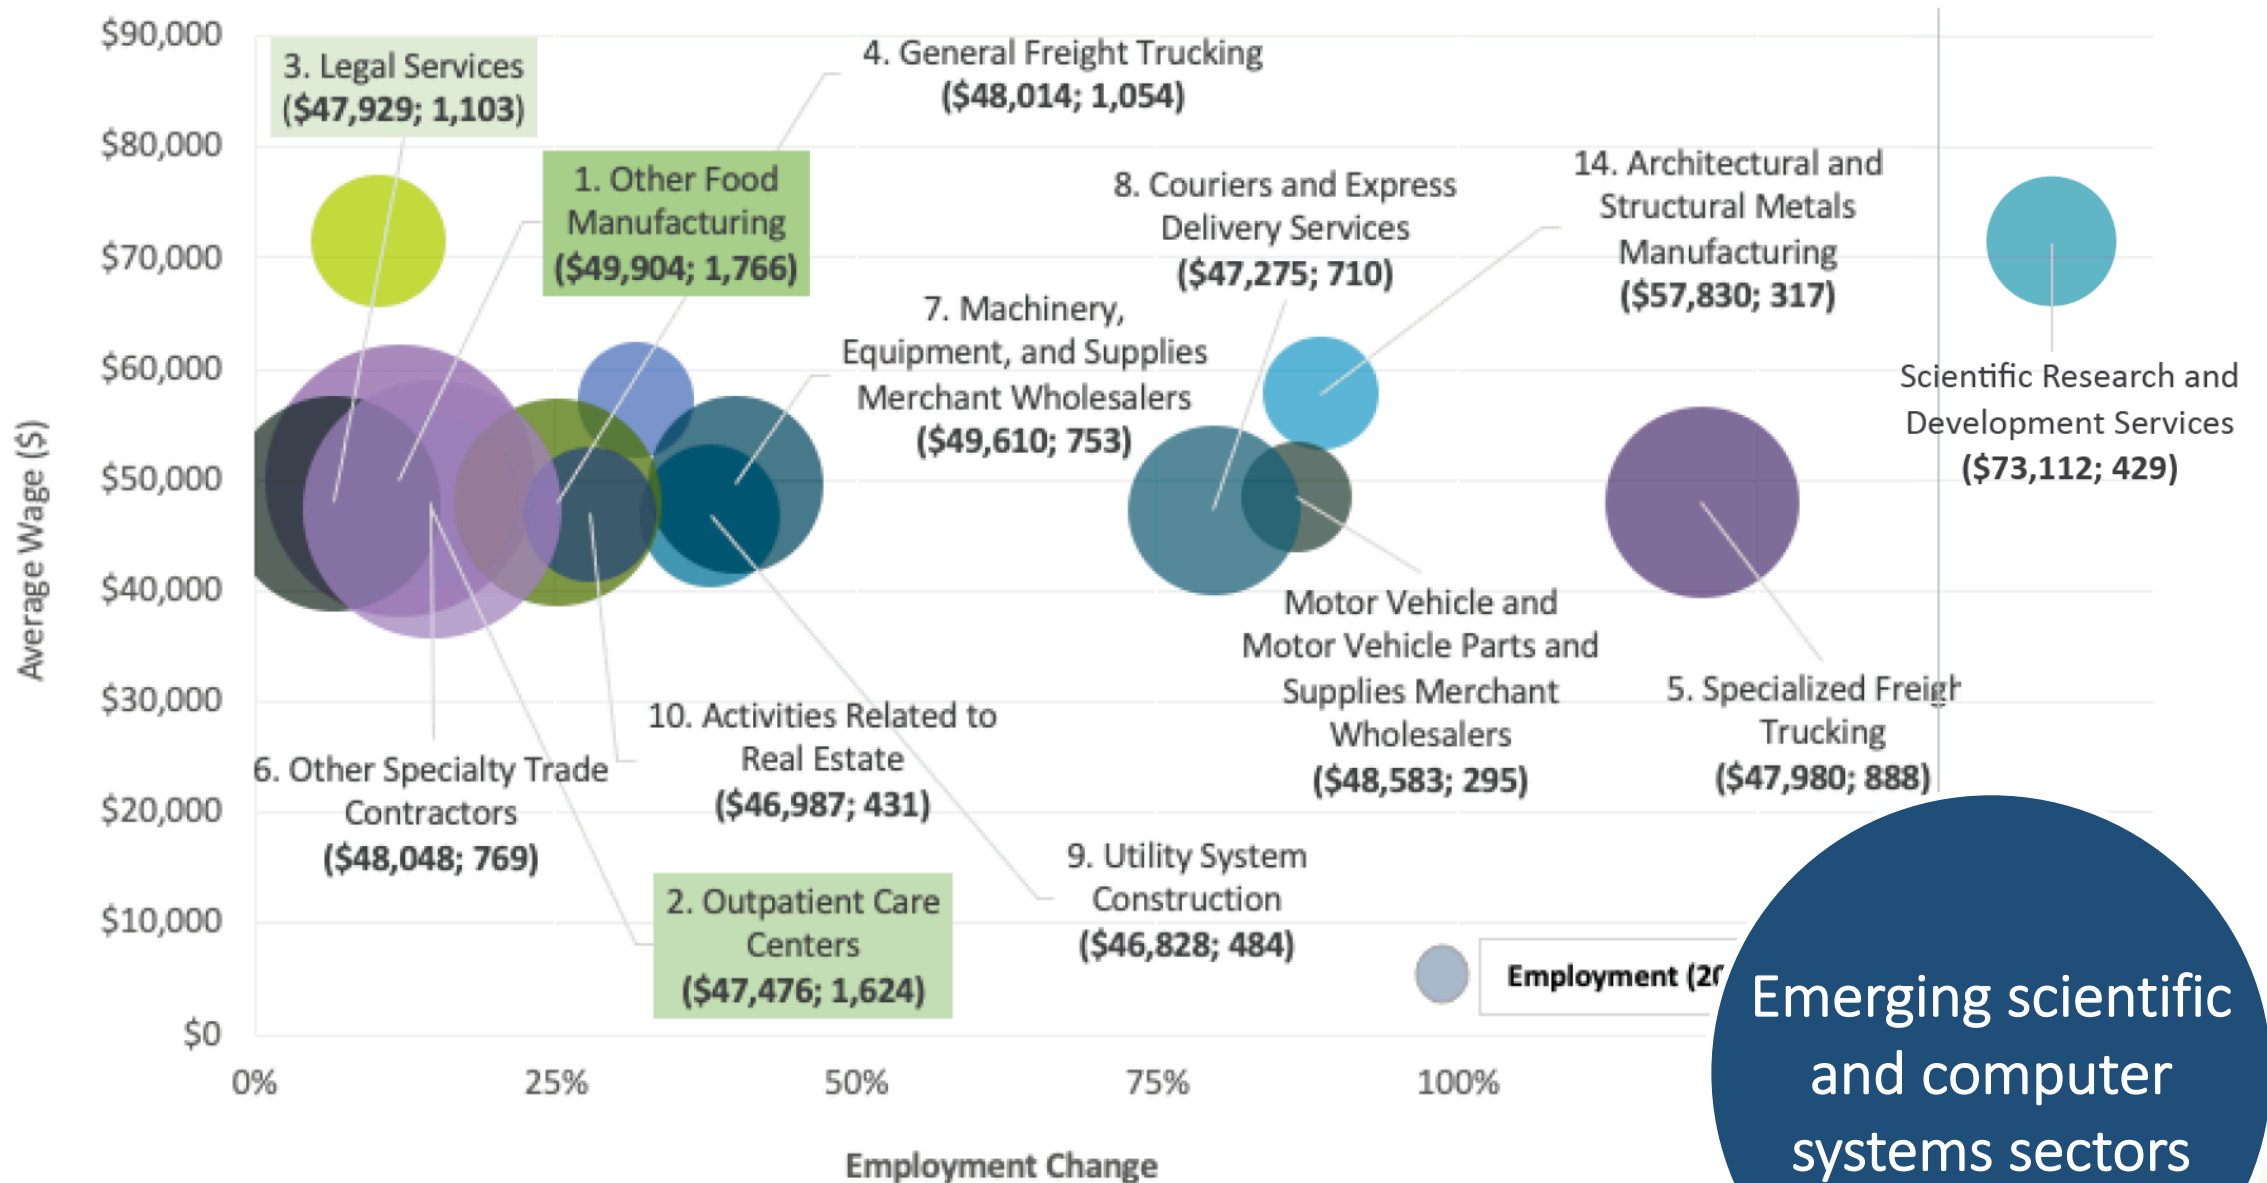 $90,000
$80,000
$70,000
$60,000
$50,000
$40,000
$30,000
$20,000
$10,000
$0
Average Wage ($)
0%
25%
50%
75%
100%
Employment Change
3. Legal Services
($47,929; 1,103)
4. General Freight Trucking
($48,014; 1,054)
1. Other Food
Manufacturing
($49,904; 1,766)
8. Couriers and Express
Delivery Services
($47,275; 710)
14. Architectural and
Structural Metals
Manufacturing
($57,830; 317)
7. Machinery,
Equipment, and Supplies
Merchant Wholesalers
($49,610; 753)
Scientific Research and
Development Services
($73,112; 429)
Motor Vehicle and
Motor Vehicle Parts and
Supplies Merchant
Wholesalers
($48,583; 295)
5. Specialized Freigh
Trucking
($47,980; 888)
10. Activities Related to
Real Estate
($46,987; 431)
6. Other Specialty Trade
Contractors
($48,048; 769)
9. Utility System
Construction
($46,828; 484)
2. Outpatient Care
Centers
($47,476; 1,624)
Employment (20
Emerging scientific
and computer
systems sectors